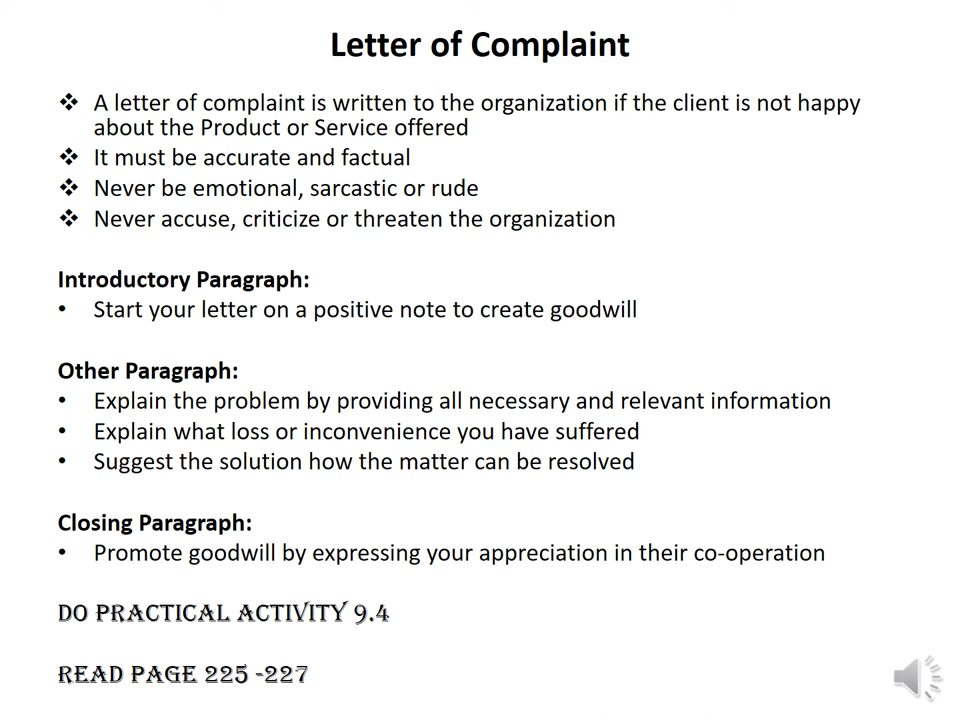 Letter of Complaint
❖ A letter of complaint is written to the organization if the client is not happy
about the Product or Service offered
❖ It must be accurate and factual
❖ Never be emotional, sarcastic or rude
❖ Never accuse, criticize or threaten the organization
Introductory Paragraph:
• Start your letter on a positive note to create goodwill
Other Paragraph:
• Explain the problem by providing all necessary and relevant information
• Explain what loss or inconvenience you have suffered
• Suggest the solution how the matter can be resolved
Closing Paragraph:
• Promote goodwill by expressing your appreciation in their co-operation
DO PRACTICAL ACTIVITY 9.4
READ PAGE 225 -227